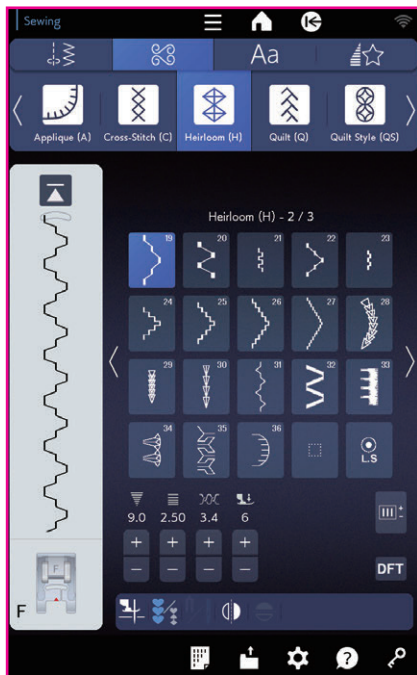 Sewing
Aa
Applique (A) Cross-Stitch (C) Heirloom (H) Quilt (Q) Quilt Style (QS)
Heirloom (H) - 2 / 3
19 20 21 22 23
24 25 26 27 28
29 30 31 32 33
34 35 36 L.S
9.0 2.50 3.4 6
+ + + +
- - - -
DFT
F
F